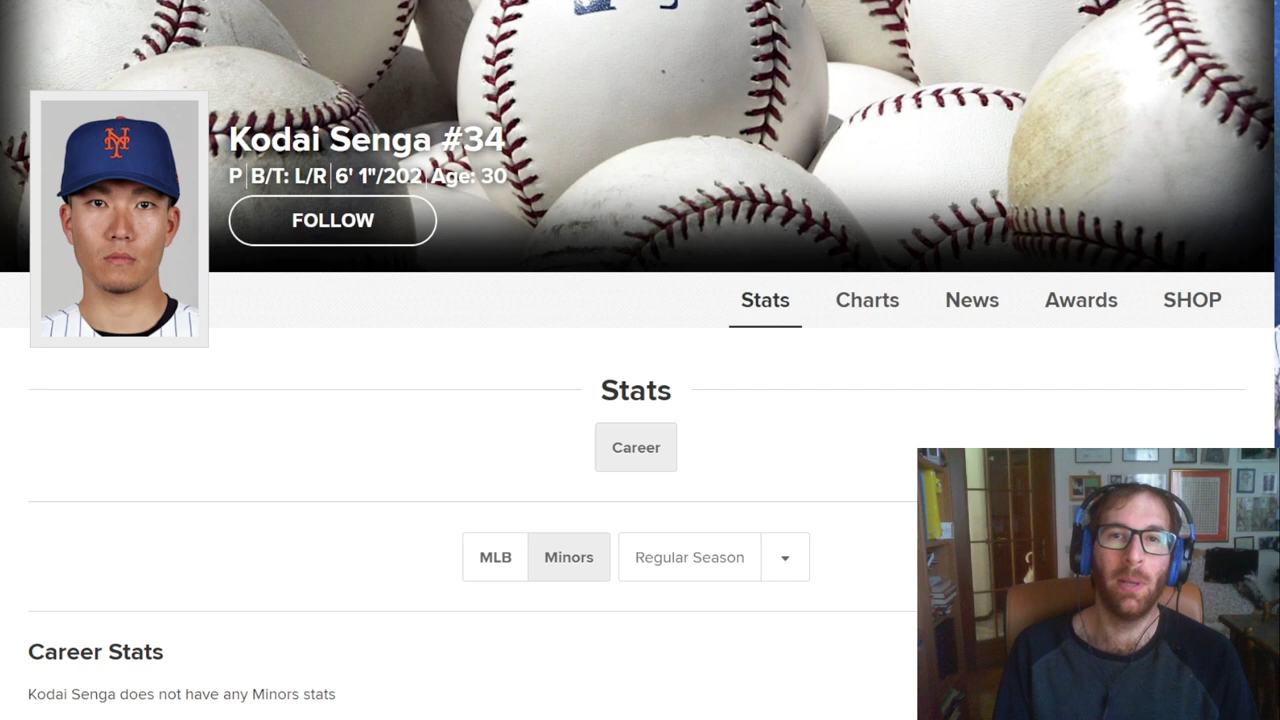 Kodai Senga #34
P B/T: L/R 6' 1"/202 Age: 30
FOLLOW
Stats Charts News Awards SHOP
Stats
Career
MLB Minors Regular Season
Career Stats
Kodai Senga does not have any Minors stats